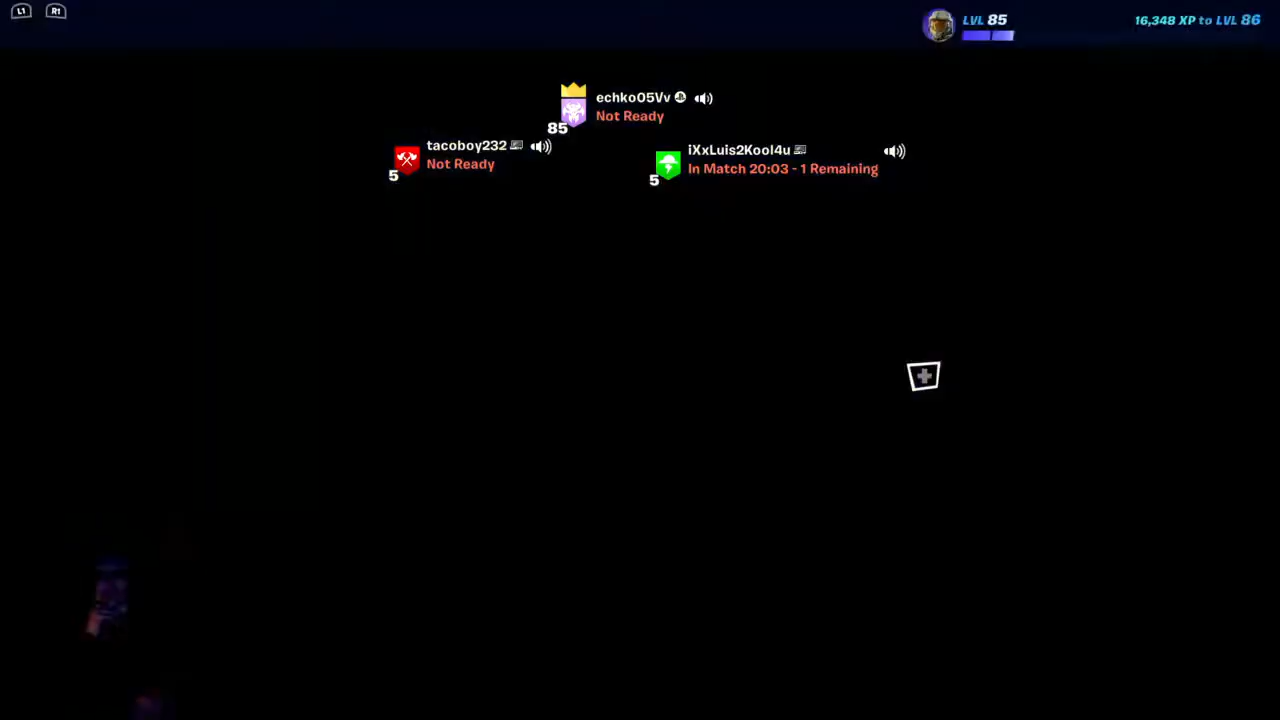 L1 R1
LVL 85
16,348 XP to LVL 86
echko05Vv
Not Ready
85
tacoboy232
Not Ready
5
iXxLuis2Kool4u
In Match 20:03 - 1 Remaining
5